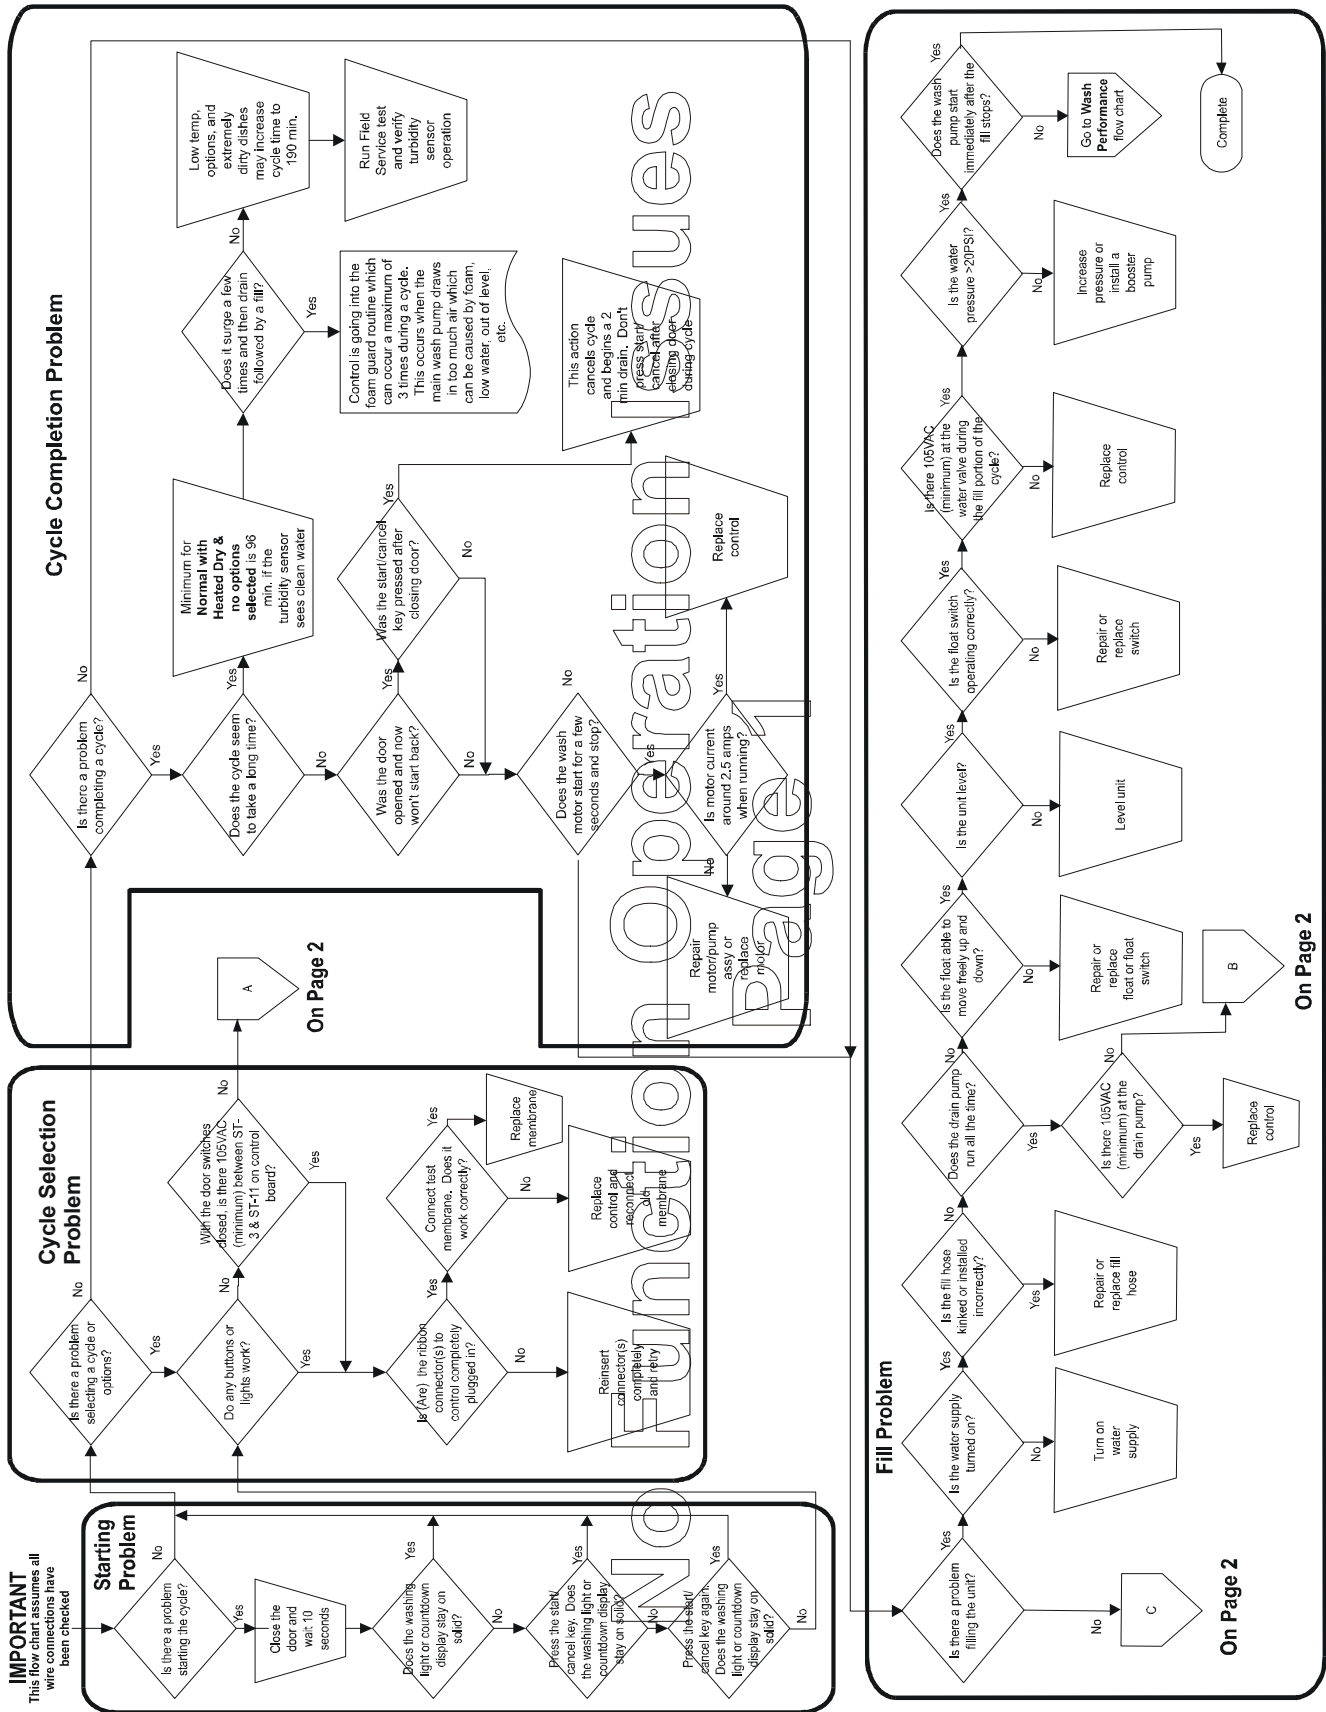 IMPORTANT
This flow chart assumes all
wire connections have
been checked
Starting
Problem
Is there a problem
starting the cycle?
No
Yes
Close the
door and
wait 10
seconds
Does the washing
light or countdown
display stay on
solid?
Yes
No
Press the start/
cancel key. Does
the washing light or
countdown display
stay on solid?
Yes
No
Press the start/
cancel key again.
Does the washing
light or countdown
display stay on
solid?
Yes
No
Cycle Selection
Problem
Is there a problem
selecting a cycle or
options?
No
Yes
Do any buttons or
lights work?
No
Yes
With the door switches
closed, is there 105VAC
(minimum) between ST-
3 & ST-11 on control
board?
No
Yes
A
On Page 2
Is (Are) the ribbon
connector(s) to
control completely
plugged in?
Yes
No
Reinsert
connector(s)
completely
and retry
Connect test
membrane. Does it
work correctly?
Yes
No
Replace
membrane
Replace
control and
reconnect
old
membrane
Cycle Completion Problem
Is there a problem
completing a cycle?
No
Yes
Does the cycle seem
to take a long time?
Yes
No
Minimum for
Normal with
Heated Dry &
no options
selected is 96
min. if the
turbidity sensor
sees clean water
Does it surge a few
times and then drain
followed by a fill?
No
Yes
Low temp,
options, and
extremely
dirty dishes
may increase
cycle time to
190 min.
Run Field
Service test
and verify
turbidity
sensor
operation
Control is going into the
foam guard routine which
can occur a maximum of
3 times during a cycle.
This occurs when the
main wash pump draws
in too much air which
can be caused by foam,
low water, out of level,
etc.
Was the door
opened and now
won't start back?
Yes
No
Was the start/cancel
key pressed after
closing door?
Yes
No
This action
cancels cycle
and begins a 2
min drain. Don't
press start/
cancel after
closing door
during cycle
Does the wash
motor start for a few
seconds and stop?
No
Yes
Is motor current
around 2.5 amps
when running?
Yes
No
Replace
control
Repair
motor/pump
assy or
replace
motor
No Function Operation Issues
Page 1
Fill Problem
Is there a problem
filling the unit?
Yes
No
C
On Page 2
Is the water supply
turned on?
Yes
No
Turn on
water
supply
Is the fill hose
kinked or installed
incorrectly?
No
Yes
Repair or
replace fill
hose
Does the drain pump
run all the time?
No
Yes
Is there 105VAC
(minimum) at the
drain pump?
No
Yes
Replace
control
B
On Page 2
Is the float able to
move freely up and
down?
Yes
No
Repair or
replace
float or float
switch
Is the unit level?
Yes
No
Level unit
Is the float switch
operating correctly?
Yes
No
Repair or
replace
switch
Is there 105VAC
(minimum) at the
water valve during
the fill portion of the
cycle?
Yes
No
Replace
control
Is the water
pressure >20PSI?
Yes
No
Increase
pressure or
install a
booster
pump
Does the wash
pump start
immediately after the
fill stops?
Yes
No
Go to Wash
Performance
flow chart
Complete